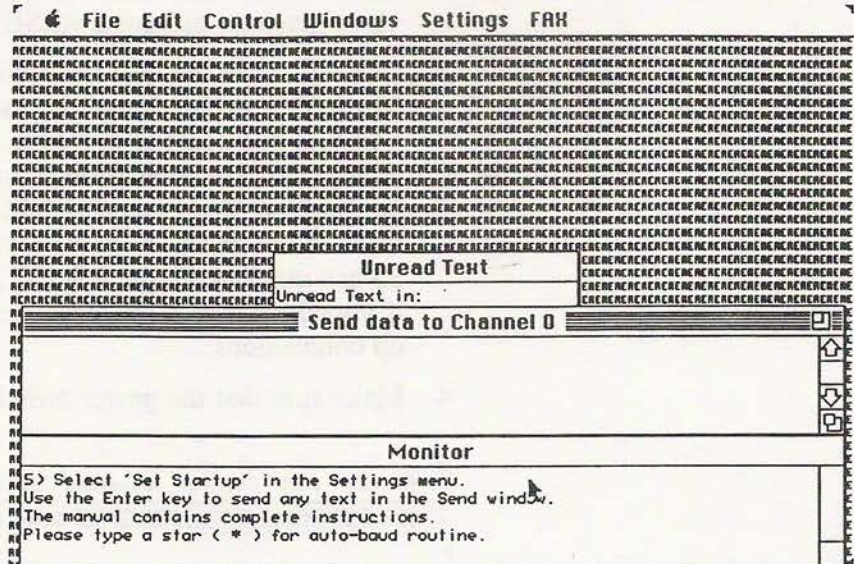 File Edit Control Windows Settings FAX
Unread Text
Unread Text in:
Send data to Channel 0
Monitor
5) Select 'Set Startup' in the Settings menu.
Use the Enter key to send any text in the Send window.
The manual contains complete instructions.
Please type a star ( * ) for auto-baud routine.